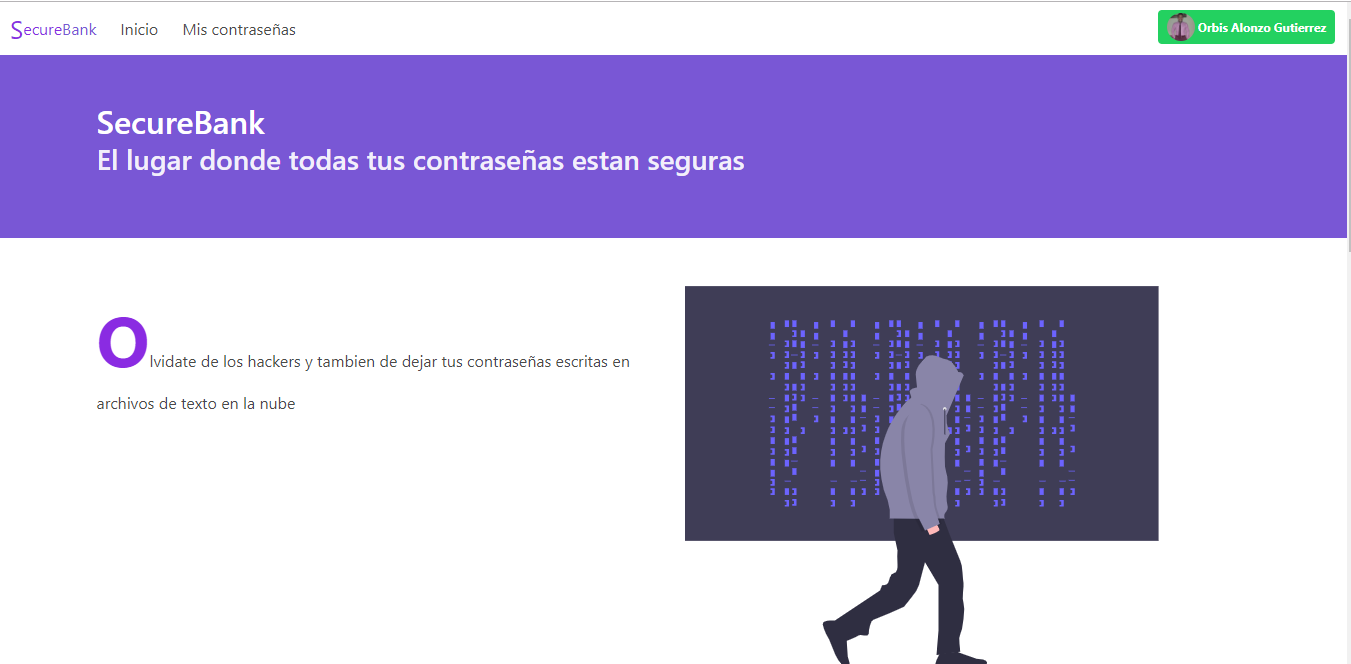 SecureBank Inicio Mis contraseñas Orbis Alonzo Gutierrez
SecureBank
El lugar donde todas tus contraseñas estan seguras
Olvidate de los hackers y tambien de dejar tus contraseñas escritas en
archivos de texto en la nube